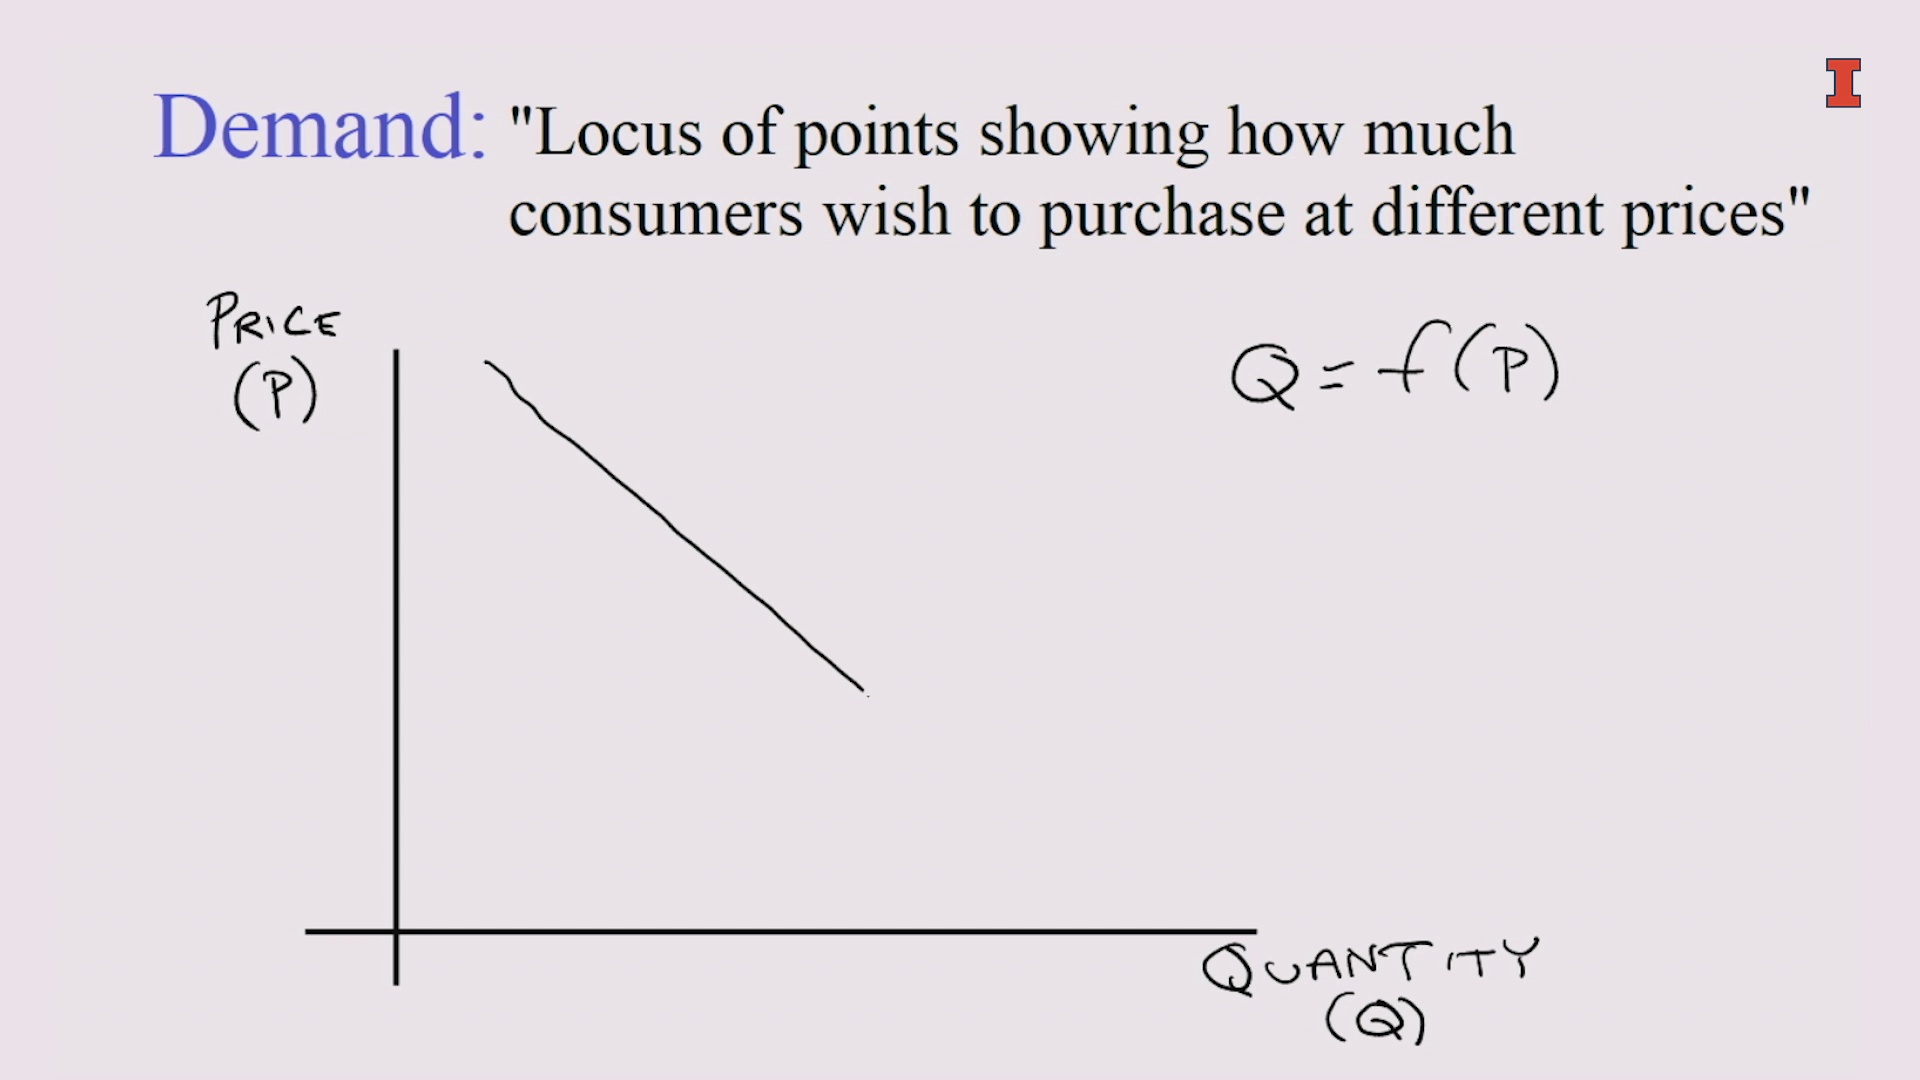 Demand: "Locus of points showing how much
consumers wish to purchase at different prices"
PRICE
(P)
Q = f(P)
QUANTITY
(Q)
I